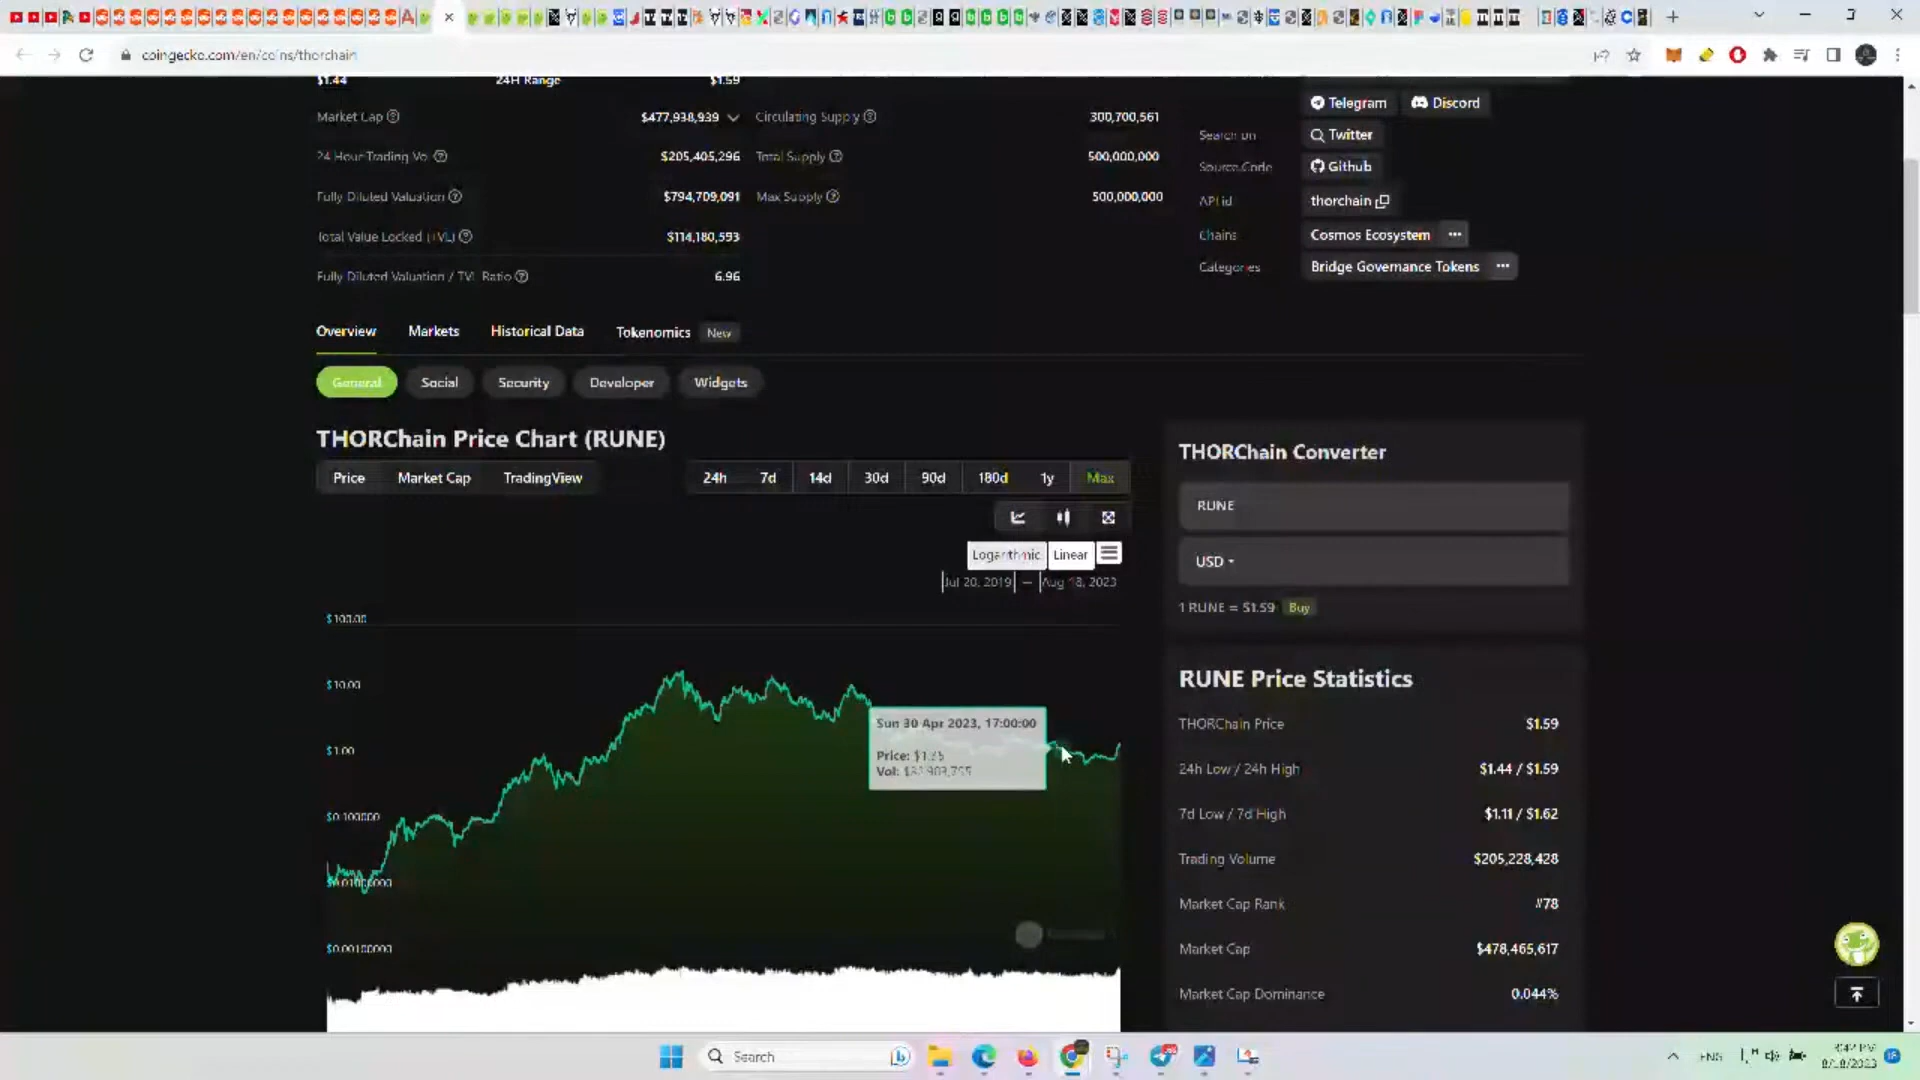 coingecko.com/en/coins/thorchain
$1.44 24H Range $1.59
Market Cap $477,938,939 Circulating Supply 300,700,561
24 Hour Trading Vol $205,405,296 Total Supply 500,000,000
Fully Diluted Valuation $794,709,091 Max Supply 500,000,000
Total Value Locked (TVL) $114,180,593
Fully Diluted Valuation / TVL Ratio 6.96
Telegram Discord
Search on Twitter
Source Code Github
API id thorchain
Chains Cosmos Ecosystem •••
Categories Bridge Governance Tokens •••
Overview Markets Historical Data Tokenomics New
General Social Security Developer Widgets
THORChain Price Chart (RUNE)
Price Market Cap TradingView 24h 7d 14d 30d 90d 180d 1y Max
Logarithmic Linear
Jul 20, 2019 — Aug 18, 2023
$100.00
$10.00
$1.00
$0.100000
$0.01000000
$0.00100000
Sun 30 Apr 2023, 17:00:00
Price:
Vol:
THORChain Converter
RUNE
USD
1 RUNE = $1.59 Buy
RUNE Price Statistics
THORChain Price $1.59
24h Low / 24h High $1.44 / $1.59
7d Low / 7d High $1.11 / $1.62
Trading Volume $205,228,428
Market Cap Rank #78
Market Cap $478,465,617
Market Cap Dominance 0.044%
Search
ENG
8/18/2023